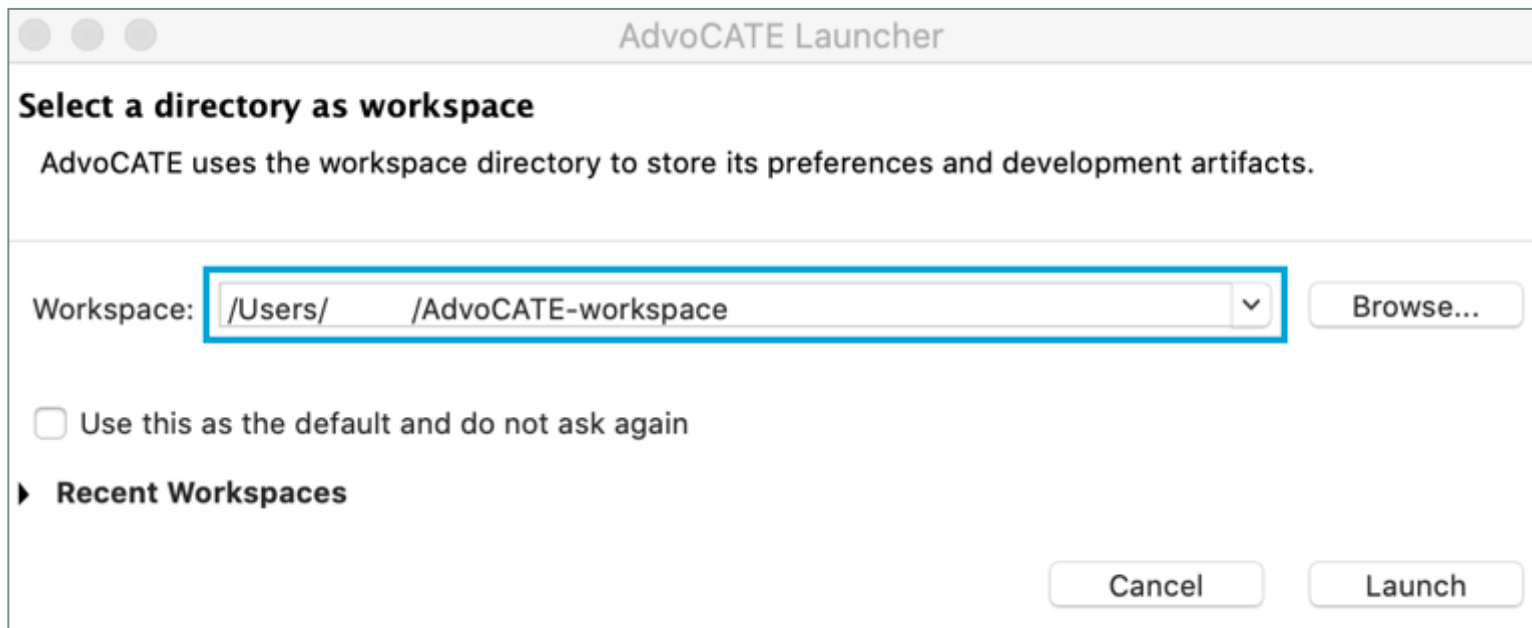 AdvoCATE Launcher
Select a directory as workspace
AdvoCATE uses the workspace directory to store its preferences and development artifacts.
Workspace: /Users/ /AdvoCATE-workspace Browse...
Use this as the default and do not ask again
Recent Workspaces
Cancel Launch